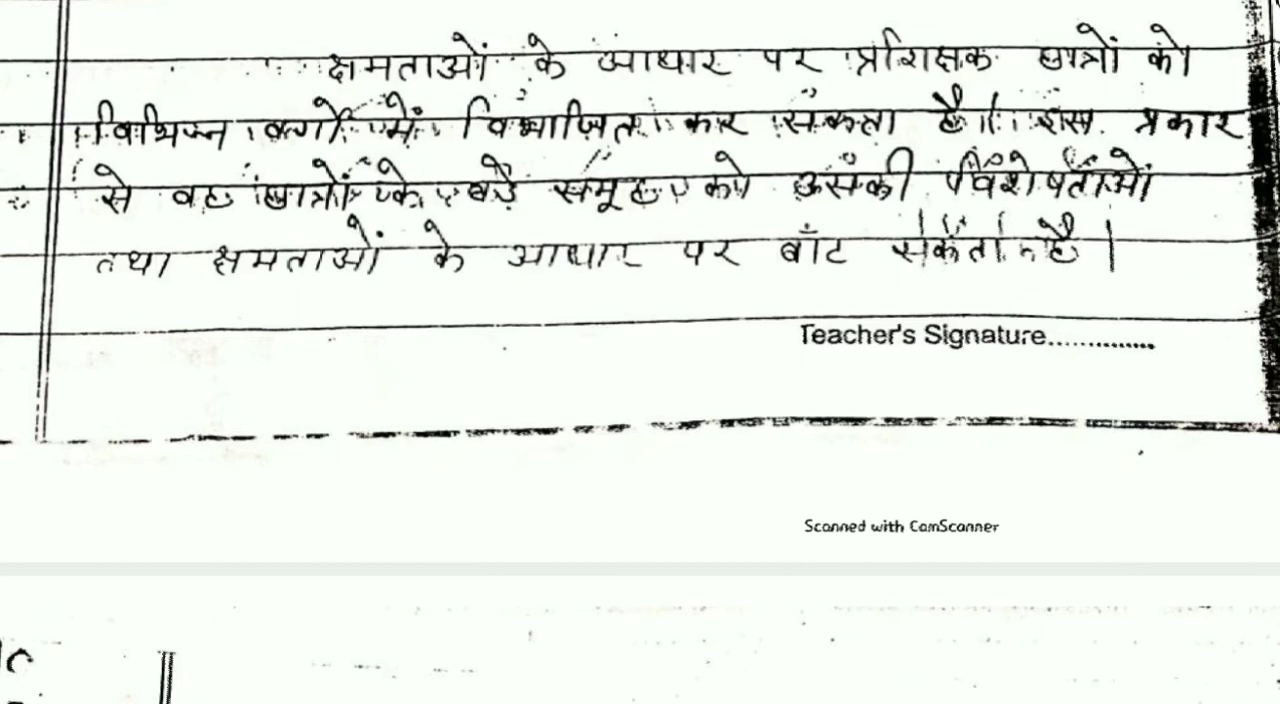 क्षमताओं के आधार पर प्रशिक्षक छात्रों को
विभिन्न वर्गो में विभाजित कर सकता है। इस प्रकार
से वह छात्रों के बड़े समूह को उसकी विशेषताओं
तथा क्षमताओं के आधार पर बाँट सकता है।
Teacher's Signature...............
Scanned with CamScanner